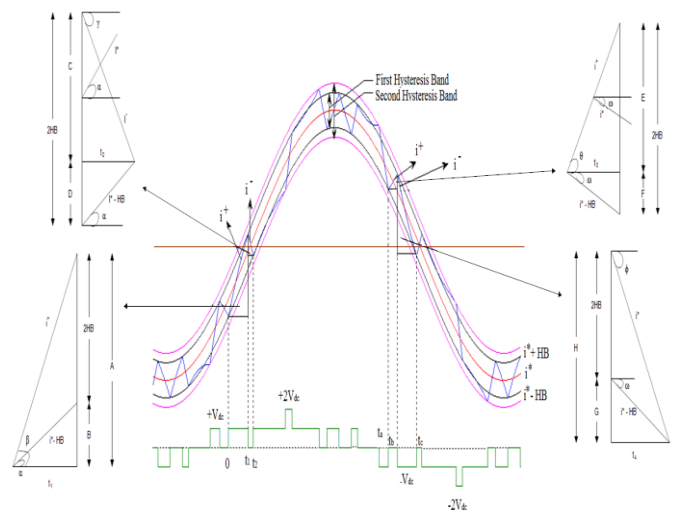 First Hysteresis Band
Second Hysteresis Band
i+
i-
i+
i-
i*+ HB
i*
i*- HB
+Vdc
+2Vdc
0
t1
t2
ta
tb
tc
-Vdc
-2Vdc
γ
i+
C
α
i-
2HB
t2
D
i*- HB
α
i+
2HB
A
β
i*- HB
B
α
t1
i+
E
ω
i*
2HB
θ
t3
ω
i*- HB
F
ϕ
2HB
i-
H
ω
G
i*- HB
t4